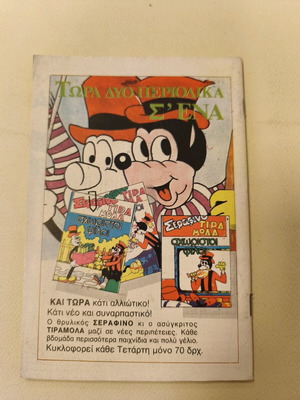 ΤΩΡΑ ΔΥΟ ΠΕΡΙΟΔΙΚΑ
Σ' ΕΝΑ
Σεραφίνο
ΤΙΡΑ
ΜΟΛΑ
Σεραφίνο
ΤΙΡΑ
ΜΟΛΑ
ΚΑΙ ΤΩΡΑ κάτι αλλιώτικο!
Κάτι νέο και συναρπαστικό!
Ο θρυλικός ΣΕΡΑΦΙΝΟ κι ο ασύγκριτος
ΤΙΡΑΜΟΛΑ μαζί σε νέες περιπέτειες. Κάθε
βδομάδα περισσότερα παιχνίδια και πολύ γέλιο.
Κυκλοφορεί κάθε Τετάρτη μόνο 70 δρχ.